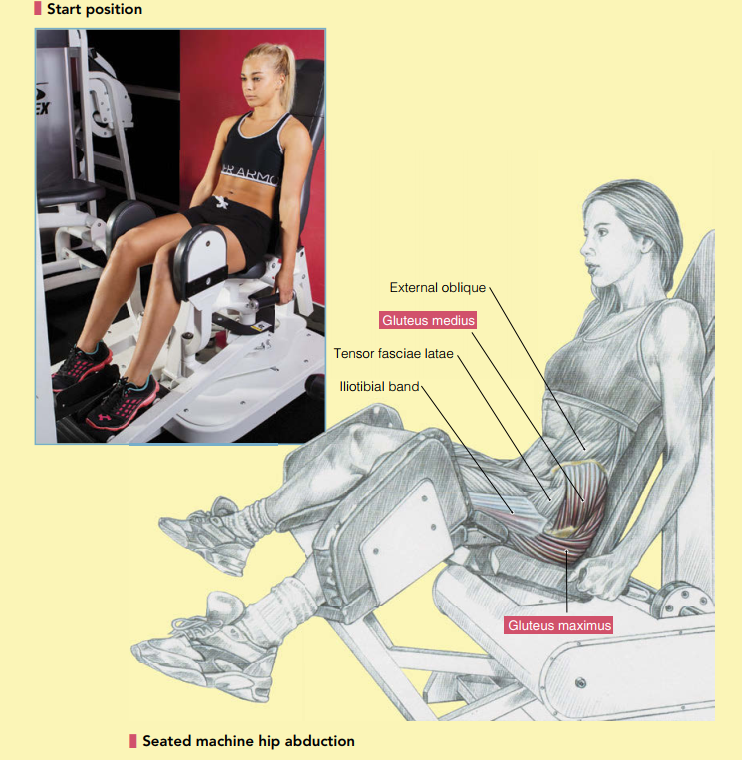 Start position
EX
R ARMO
External oblique
Gluteus medius
Tensor fasciae latae
Iliotibial band
Gluteus maximus
Seated machine hip abduction